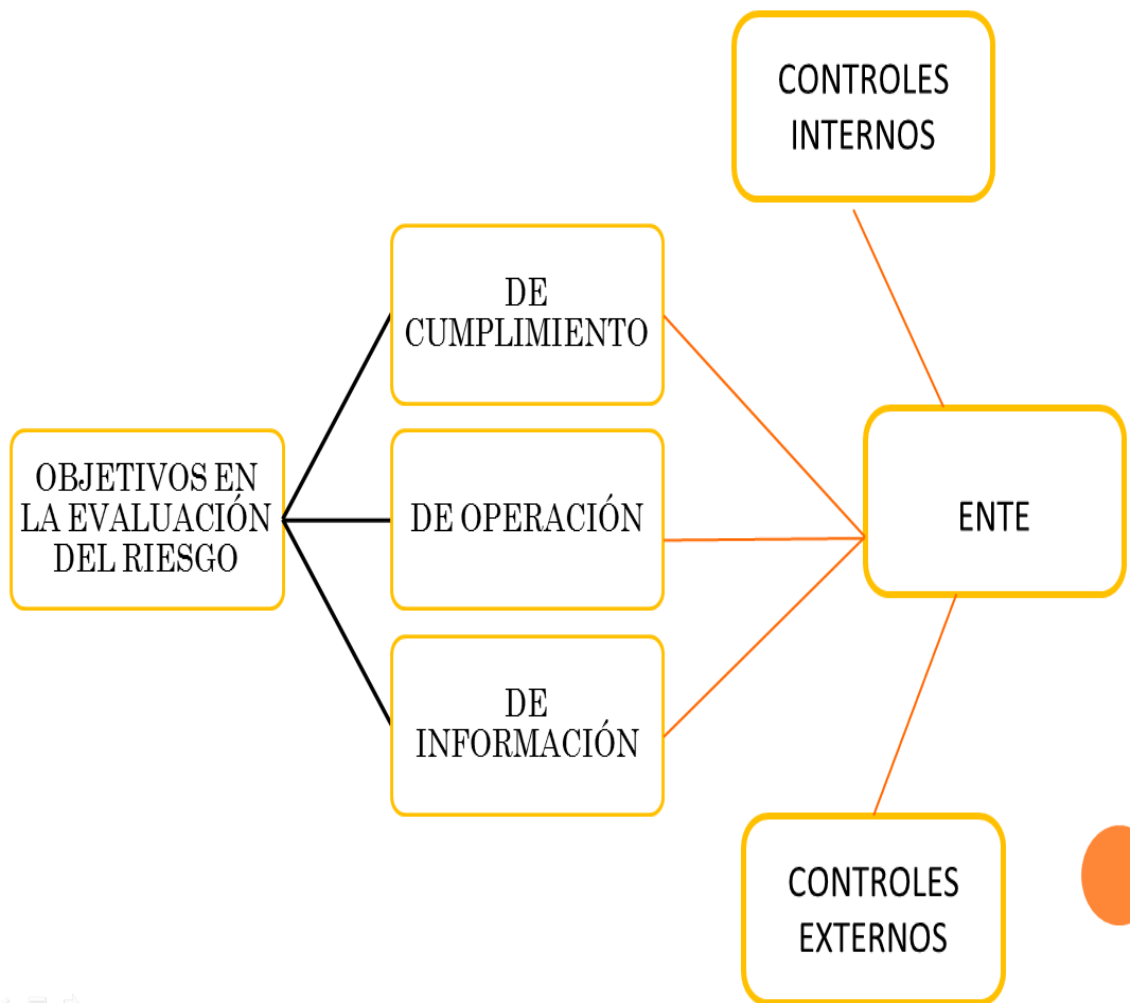 CONTROLES
INTERNOS
DE
CUMPLIMIENTO
OBJETIVOS EN
LA EVALUACIÓN
DEL RIESGO
DE OPERACIÓN
ENTE
DE
INFORMACIÓN
CONTROLES
EXTERNOS